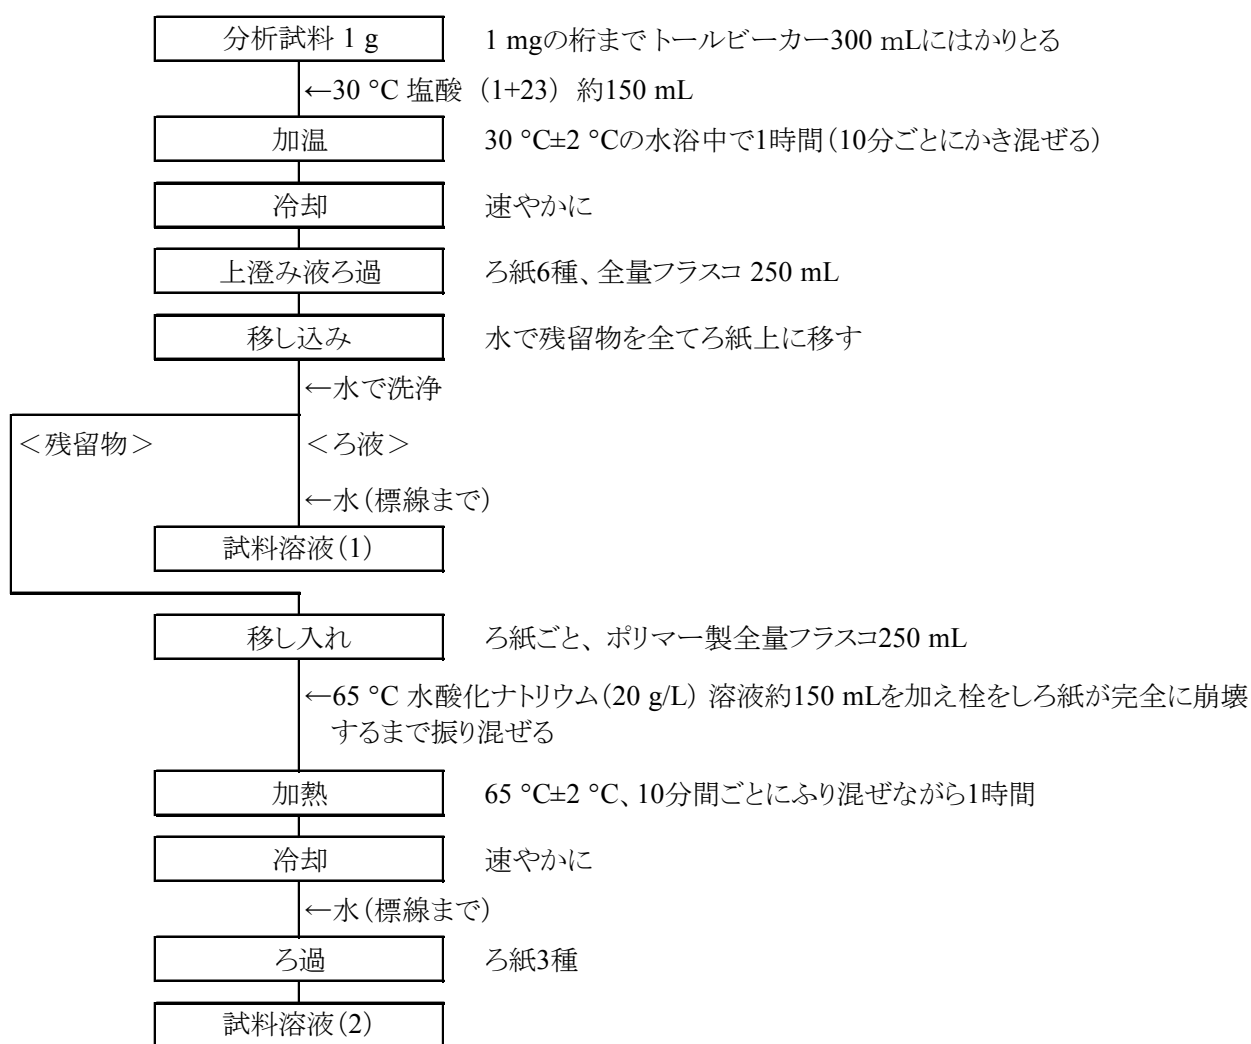 分析試料 1 g
1 mgの桁までトールビーカー300 mLにはかりとる
←30 °C 塩酸（1+23）約150 mL
加温
30 °C±2 °Cの水浴中で1時間（10分ごとにかき混ぜる）
冷却
速やかに
上澄み液ろ過
ろ紙6種、全量フラスコ 250 mL
移し込み
水で残留物を全てろ紙上に移す
←水で洗浄
＜残留物＞
＜ろ液＞
←水（標線まで）
試料溶液（1）
移し入れ
ろ紙ごと、ポリマー製全量フラスコ250 mL
←65 °C 水酸化ナトリウム（20 g/L）溶液約150 mLを加え栓をしろ紙が完全に崩壊
するまで振り混ぜる
加熱
65 °C±2 °C、10分間ごとにふり混ぜながら1時間
冷却
速やかに
←水（標線まで）
ろ過
ろ紙3種
試料溶液（2）